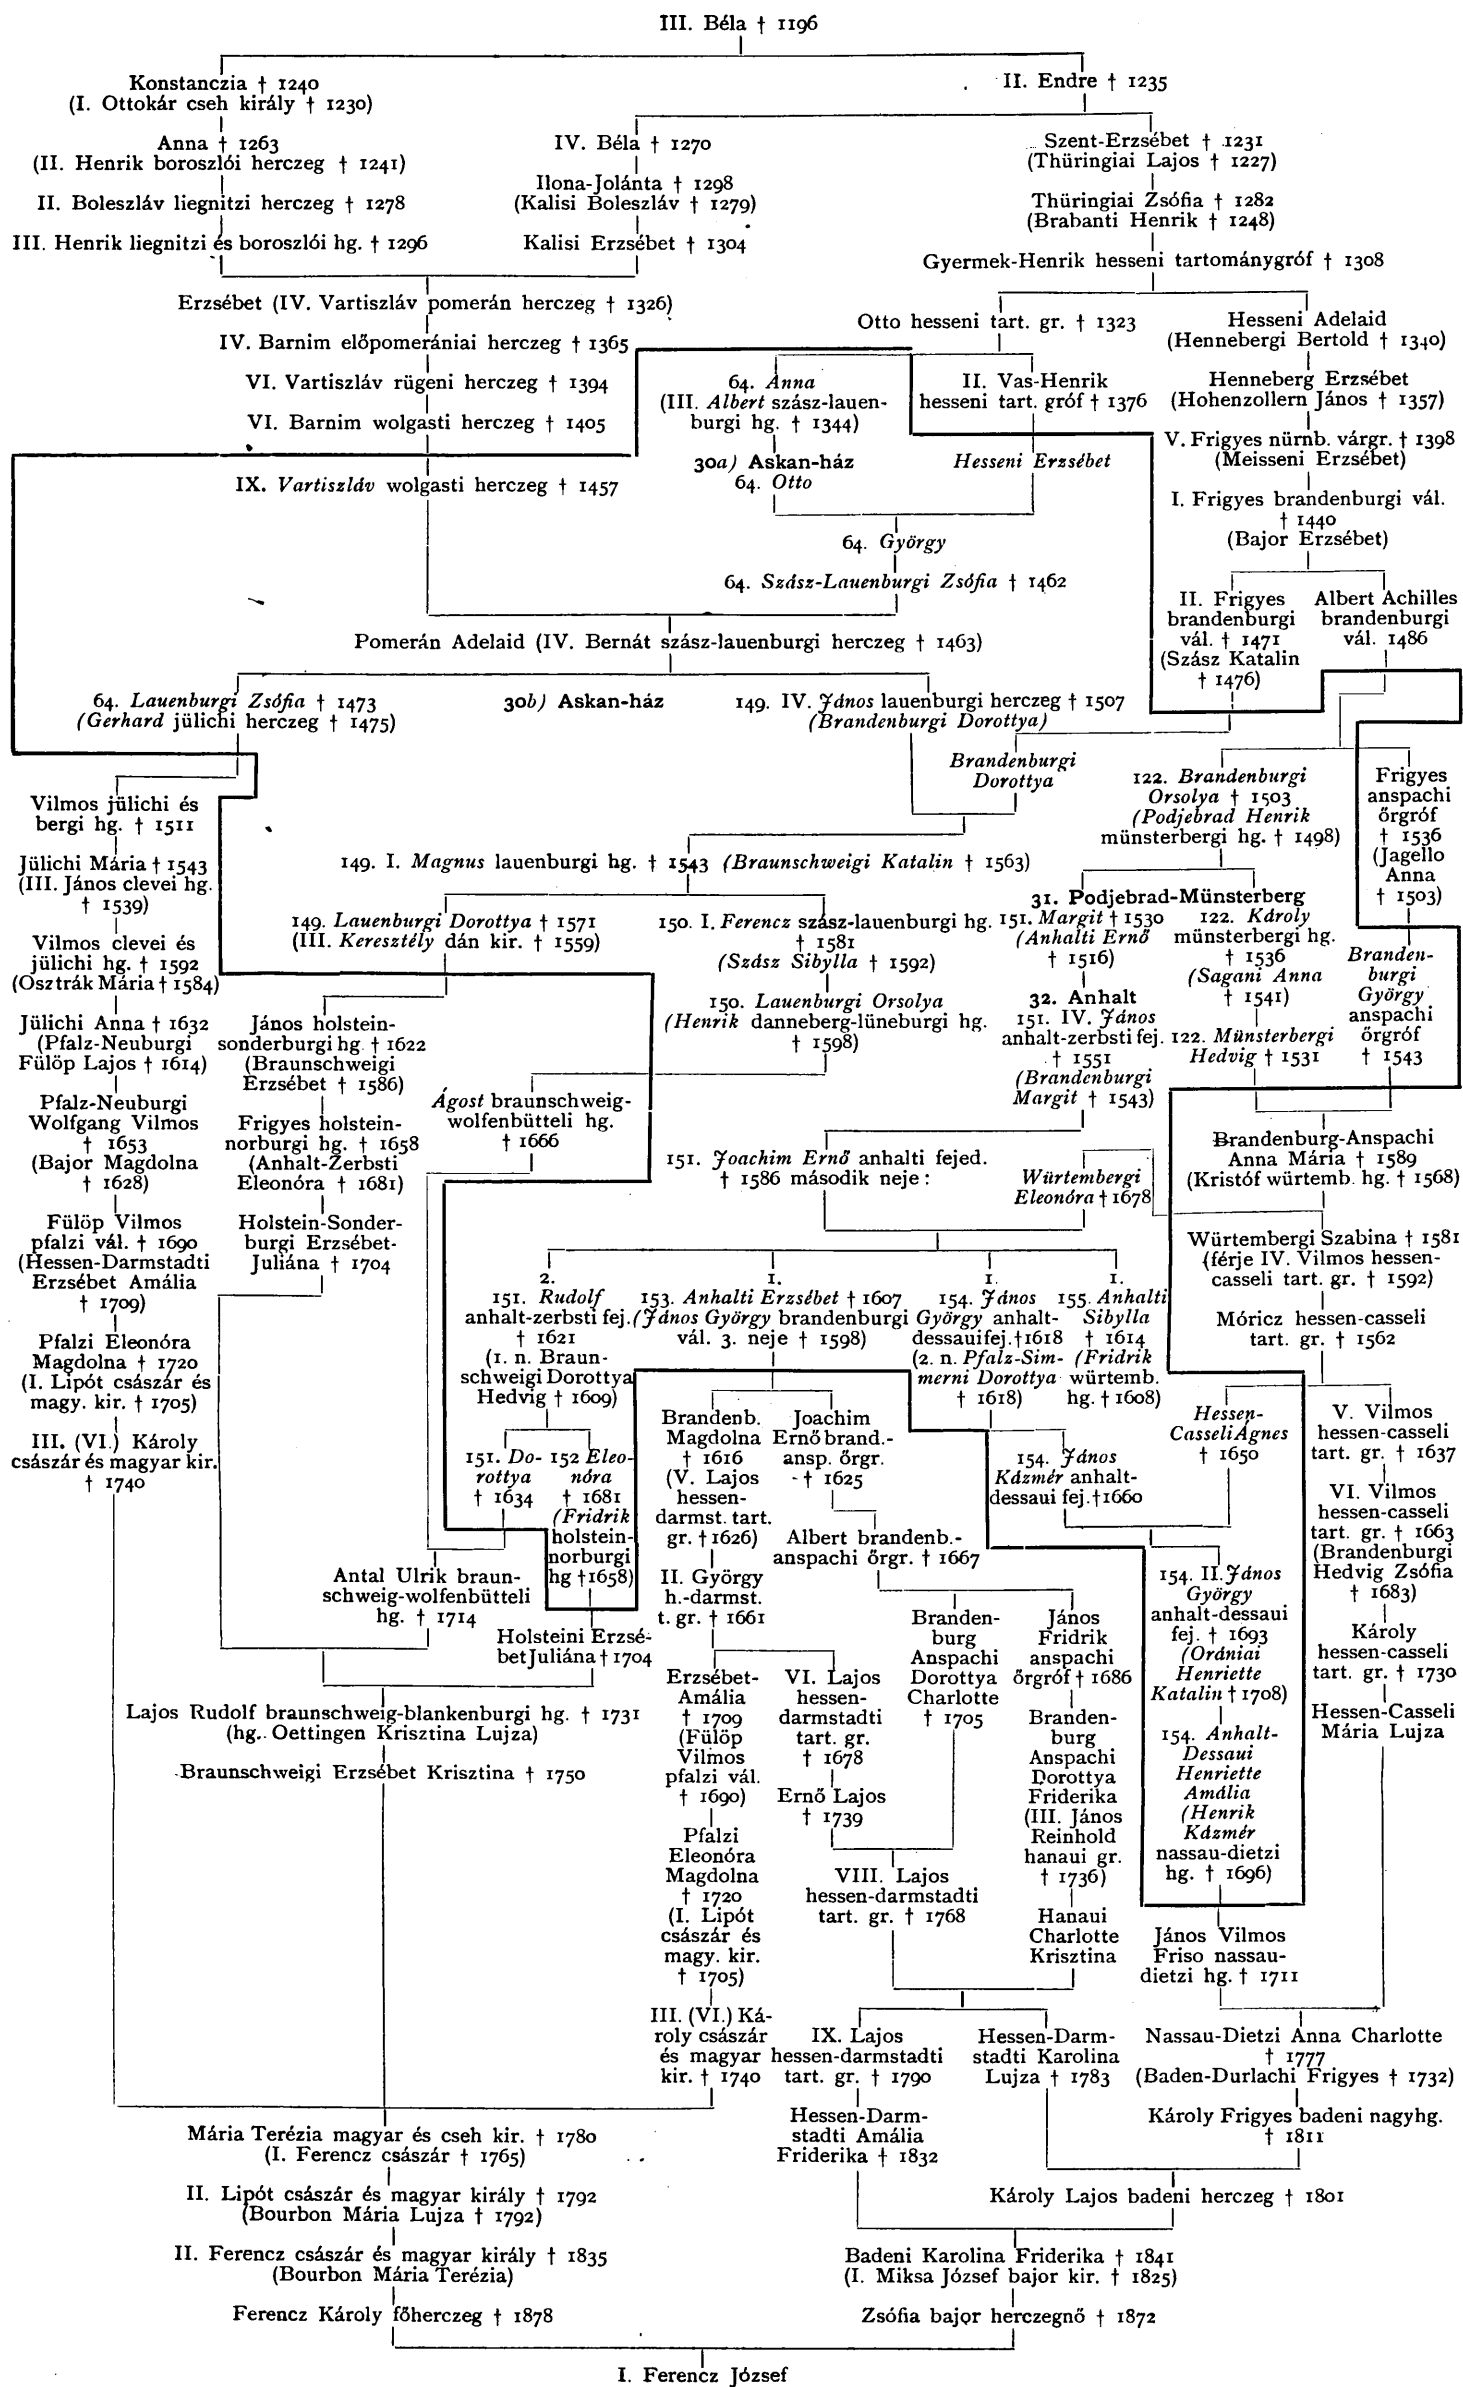 III. Béla † 1196
Konstanczia † 1240
(I. Ottokár cseh király † 1230)
II. Endre † 1235
Anna † 1263
(II. Henrik boroszlói herczeg † 1241)
IV. Béla † 1270
Szent-Erzsébet † 1231
(Thüringiai Lajos † 1227)
II. Boleszláv liegnitzi herczeg † 1278
Ilona-Jolánta † 1298
(Kalisi Boleszláv † 1279)
Thüringiai Zsófia † 1282
(Brabanti Henrik † 1248)
III. Henrik liegnitzi és boroszlói hg. † 1296
Kalisi Erzsébet † 1304
Gyermek-Henrik hesseni tartománygróf † 1308
Erzsébet (IV. Vartiszláv pomerán herczeg † 1326)
Otto hesseni tart. gr. † 1323
Hesseni Adelaid
(Hennebergi Bertold † 1340)
IV. Barnim előpomerániai herczeg † 1365
VI. Vartiszláv rügeni herczeg † 1394
64. Anna
(III. Albert szász-lauen-
burgi hg. † 1344)
II. Vas-Henrik
hesseni tart. gróf † 1376
Henneberg Erzsébet
(Hohenzollern János † 1357)
VI. Barnim wolgasti herczeg † 1405
V. Frigyes nürnb. várgr. † 1398
(Meisseni Erzsébet)
30a) Askan-ház
64. Otto
Hesseni Erzsébet
IX. Vartiszláv wolgasti herczeg † 1457
I. Frigyes brandenburgi vál.
† 1440
(Bajor Erzsébet)
64. György
64. Szász-Lauenburgi Zsófia † 1462
II. Frigyes
brandenburgi
vál. † 1471
(Szász Katalin
† 1476)
Albert Achilles
brandenburgi
vál. 1486
Pomerán Adelaid (IV. Bernát szász-lauenburgi herczeg † 1463)
64. Lauenburgi Zsófia † 1473
(Gerhard jülichi herczeg † 1475)
30b) Askan-ház
149. IV. János lauenburgi herczeg † 1507
(Brandenburgi Dorottya)
Brandenburgi
Dorottya
122. Brandenburgi
Orsolya † 1503
(Podjebrad Henrik
münsterbergi hg. † 1498)
Frigyes
anspachi
őrgróf
† 1536
(Jagello
Anna
† 1503)
Vilmos jülichi és
bergi hg. † 1511
Jülichi Mária † 1543
(III. János clevei hg.
† 1539)
149. I. Magnus lauenburgi hg. † 1543 (Braunschweigi Katalin † 1563)
31. Podjebrad-Münsterberg
149. Lauenburgi Dorottya † 1571
(III. Keresztély dán kir. † 1559)
150. I. Ferencz szász-lauenburgi hg.
† 1581
(Szász Sibylla † 1592)
151. Margit † 1530
(Anhalti Ernő
† 1516)
122. Károly
münsterbergi hg.
† 1536
(Sagani Anna
† 1541)
Branden-
burgi
György
anspachi
őrgróf
† 1543
Vilmos clevei és
jülichi hg. † 1592
(Osztrák Mária † 1584)
150. Lauenburgi Orsolya
(Henrik danneberg-lüneburgi hg.
† 1598)
32. Anhalt
151. IV. János
anhalt-zerbsti fej.
† 1551
(Brandenburgi
Margit † 1543)
122. Münsterbergi
Hedvig † 1531
Jülichi Anna † 1632
(Pfalz-Neuburgi
Fülöp Lajos † 1614)
János holstein-
sonderburgi hg. † 1622
(Braunschweigi
Erzsébet † 1586)
Ágost braunschweig-
wolfenbütteli hg.
† 1666
Pfalz-Neuburgi
Wolfgang Vilmos
† 1653
(Bajor Magdolna
† 1628)
Frigyes holstein-
norburgi hg. † 1658
(Anhalt-Zerbsti
Eleonóra † 1681)
151. Joachim Ernő anhalti fejed.
† 1586 második neje:
Würtembergi
Eleonóra † 1678
Brandenburg-Anspachi
Anna Mária † 1589
(Kristóf würtemb. hg. † 1568)
Fülöp Vilmos
pfalzi vál. † 1690
(Hessen-Darmstadti
Erzsébet Amália
† 1709)
Holstein-Sonder-
burgi Erzsébet-
Juliána † 1704
Würtembergi Szabina † 1581
(férje IV. Vilmos hessen-
casseli tart. gr. † 1592)
2.
151. Rudolf
anhalt-zerbsti fej.
† 1621
(1. n. Braun-
schweigi Dorottya
Hedvig † 1609)
1.
153. Anhalti Erzsébet † 1607
(János György brandenburgi
vál. 3. neje † 1598)
1.
154. János
György anhalt-
dessaui fej. † 1618
(2. n. Pfalz-Sim-
merni Dorottya
† 1618)
1.
155. Anhalti
Sibylla
† 1614
(Fridrik
würtemb.
hg. † 1608)
Móricz hessen-casseli
tart. gr. † 1562
Pfalzi Eleonóra
Magdolna † 1720
(I. Lipót császár és
magy. kir. † 1705)
III. (VI.) Károly
császár és magyar kir.
† 1740
151. Do-
rottya
† 1634
152 Eleo-
nóra
† 1681
(Fridrik
holstein-
norburgi
hg † 1658)
Brandenb.
Magdolna
† 1616
(V. Lajos
hessen-
darmst. tart.
gr. † 1626)
Joachim
Ernő brand.-
ansp. őrgr.
† 1625
154. János
Kázmér anhalt-
dessaui fej. † 1660
Hessen-
Casseli Ágnes
† 1650
V. Vilmos
hessen-casseli
tart. gr. † 1637
VI. Vilmos
hessen-casseli
tart. gr. † 1663
(Brandenburgi
Hedvig Zsófia
† 1683)
Albert brandenb.-
anspachi őrgr. † 1667
Antal Ulrik braun-
schweig-wolfenbütteli
hg. † 1714
II. György
h.-darmst.
t. gr. † 1661
154. II. János
György
anhalt-dessaui
fej. † 1693
(Orániai
Henriette
Katalin † 1708)
Holsteini Erzsé-
bet Juliána † 1704
Branden-
burg
Anspachi
Dorottya
Charlotte
† 1705
János
Fridrik
anspachi
őrgróf † 1686
Károly
hessen-casseli
tart. gr. † 1730
Erzsébet-
Amália
† 1709
(Fülöp
Vilmos
pfalzi vál.
† 1690)
VI. Lajos
hessen-
darmstadti
tart. gr.
† 1678
Hessen-Casseli
Mária Lujza
Lajos Rudolf braunschweig-blankenburgi hg. † 1731
(hg. Oettingen Krisztina Lujza)
Branden-
burg
Anspachi
Dorottya
Friderika
(III. János
Reinhold
hanaui gr.
† 1736)
154. Anhalt-
Dessaui
Henriette
Amália
(Henrik
Kázmér
nassau-dietzi
hg. † 1696)
Braunschweigi Erzsébet Krisztina † 1750
Ernő Lajos
† 1739
Pfalzi
Eleonóra
Magdolna
† 1720
(I. Lipót
császár és
magy. kir.
† 1705)
VIII. Lajos
hessen-darmstadti
tart. gr. † 1768
Hanaui
Charlotte
Krisztina
János Vilmos
Friso nassau-
dietzi hg. † 1711
III. (VI.) Ká-
roly császár
és magyar
kir. † 1740
IX. Lajos
hessen-darmstadti
tart. gr. † 1790
Hessen-Darm-
stadti Karolina
Lujza † 1783
Nassau-Dietzi Anna Charlotte
† 1777
(Baden-Durlachi Frigyes † 1732)
Mária Terézia magyar és cseh kir. † 1780
(I. Ferencz császár † 1765)
Hessen-Darm-
stadti Amália
Friderika † 1832
Károly Frigyes badeni nagyhg.
† 1811
II. Lipót császár és magyar király † 1792
(Bourbon Mária Lujza † 1792)
Károly Lajos badeni herczeg † 1801
II. Ferencz császár és magyar király † 1835
(Bourbon Mária Terézia)
Badeni Karolina Friderika † 1841
(I. Miksa József bajor kir. † 1825)
Ferencz Károly főherczeg † 1878
Zsófia bajor herczegnő † 1872
I. Ferencz József